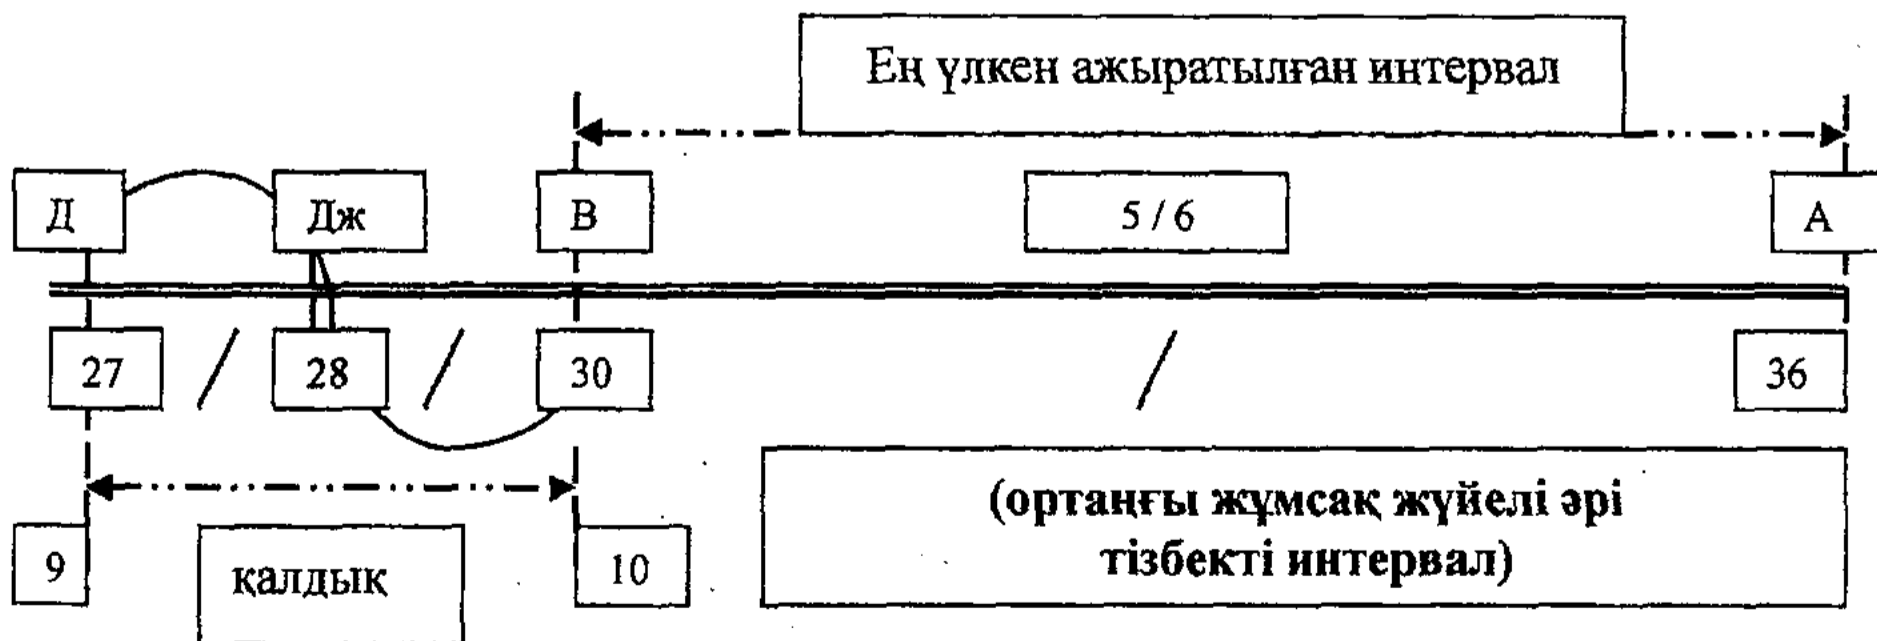 Ең үлкен ажыратылған интервал
Д Дж В 5 / 6 А
27 / 28 / 30 / 36
(ортаңғы жұмсақ жүйелі әрі
тізбекті интервал)
9 қалдық 10